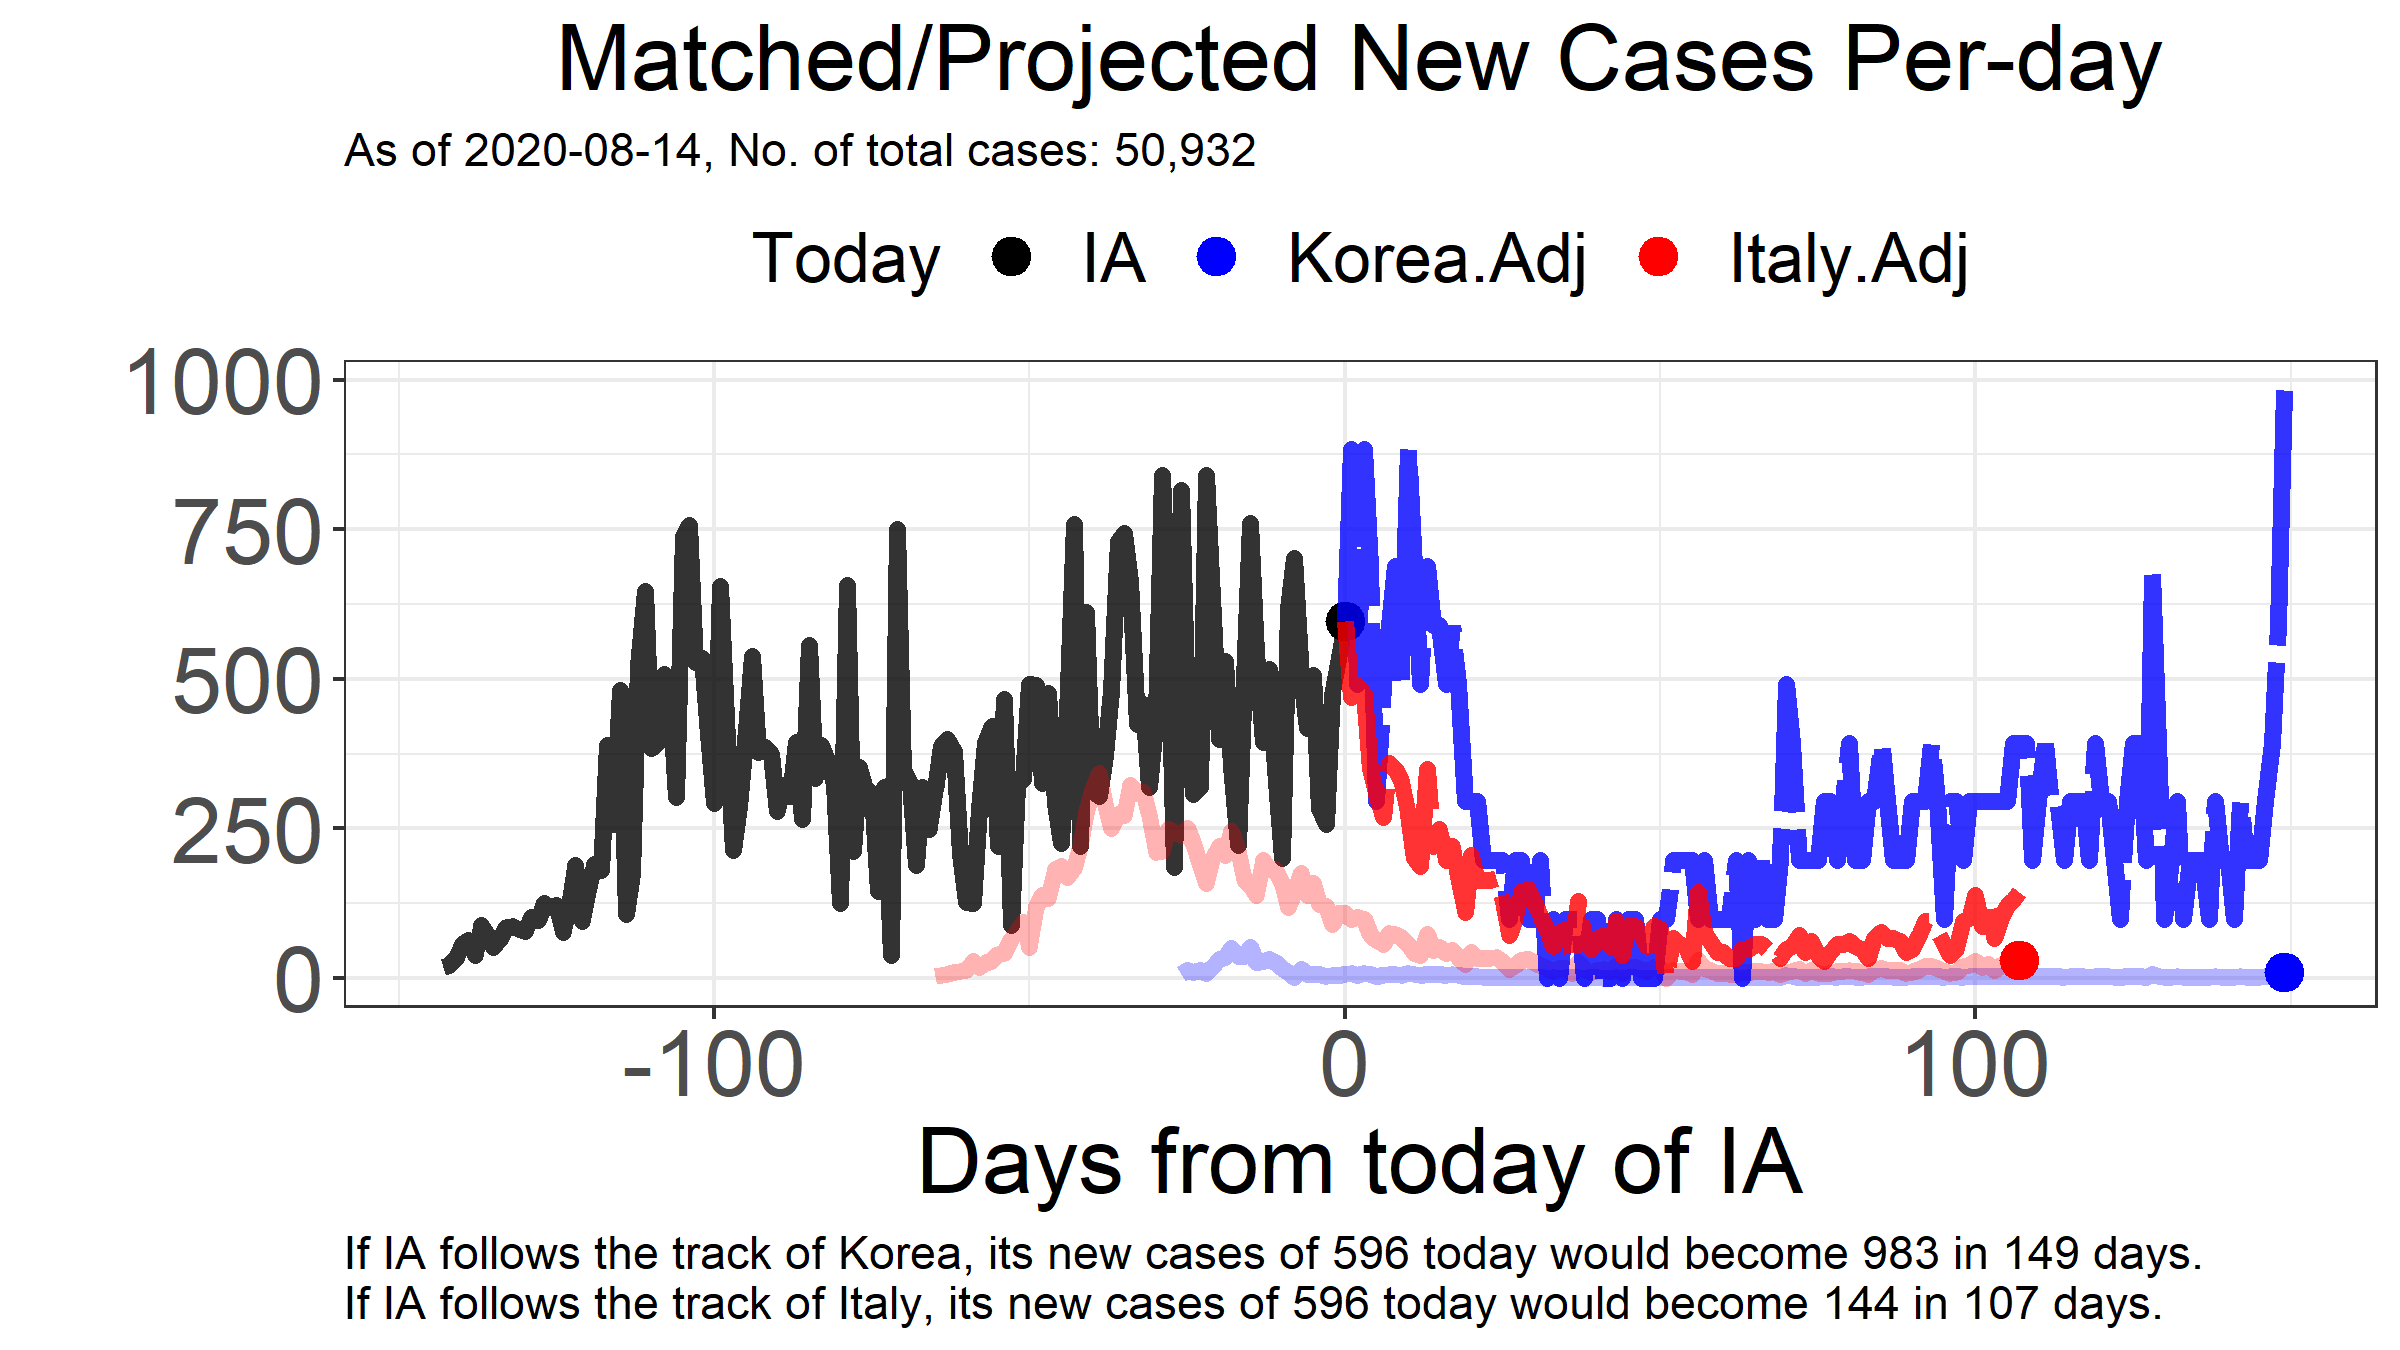 Matched/Projected New Cases Per-day
As of 2020-08-14, No. of total cases: 50,932
Today IA Korea.Adj Italy.Adj
1000
750
500
250
0
-100 0 100
Days from today of IA
If IA follows the track of Korea, its new cases of 596 today would become 983 in 149 days.
If IA follows the track of Italy, its new cases of 596 today would become 144 in 107 days.